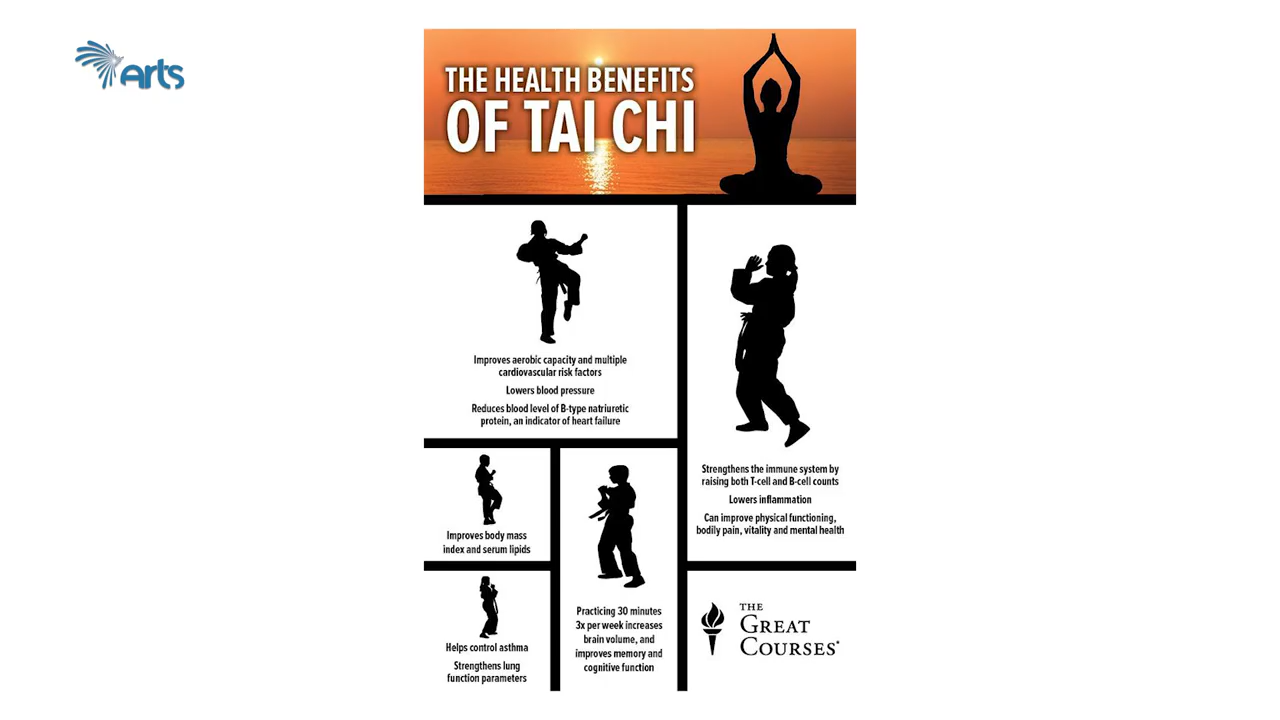 Arts
THE HEALTH BENEFITS
OF TAI CHI
Improves aerobic capacity and multiple
cardiovascular risk factors
Lowers blood pressure
Reduces blood level of B-type natriuretic
protein, an indicator of heart failure
Strengthens the immune system by
raising both T-cell and B-cell counts
Lowers inflammation
Can improve physical functioning,
bodily pain, vitality and mental health
Improves body mass
index and serum lipids
Helps control asthma
Strengthens lung
function parameters
Practicing 30 minutes
3x per week increases
brain volume, and
improves memory and
cognitive function
THE
GREAT
COURSES